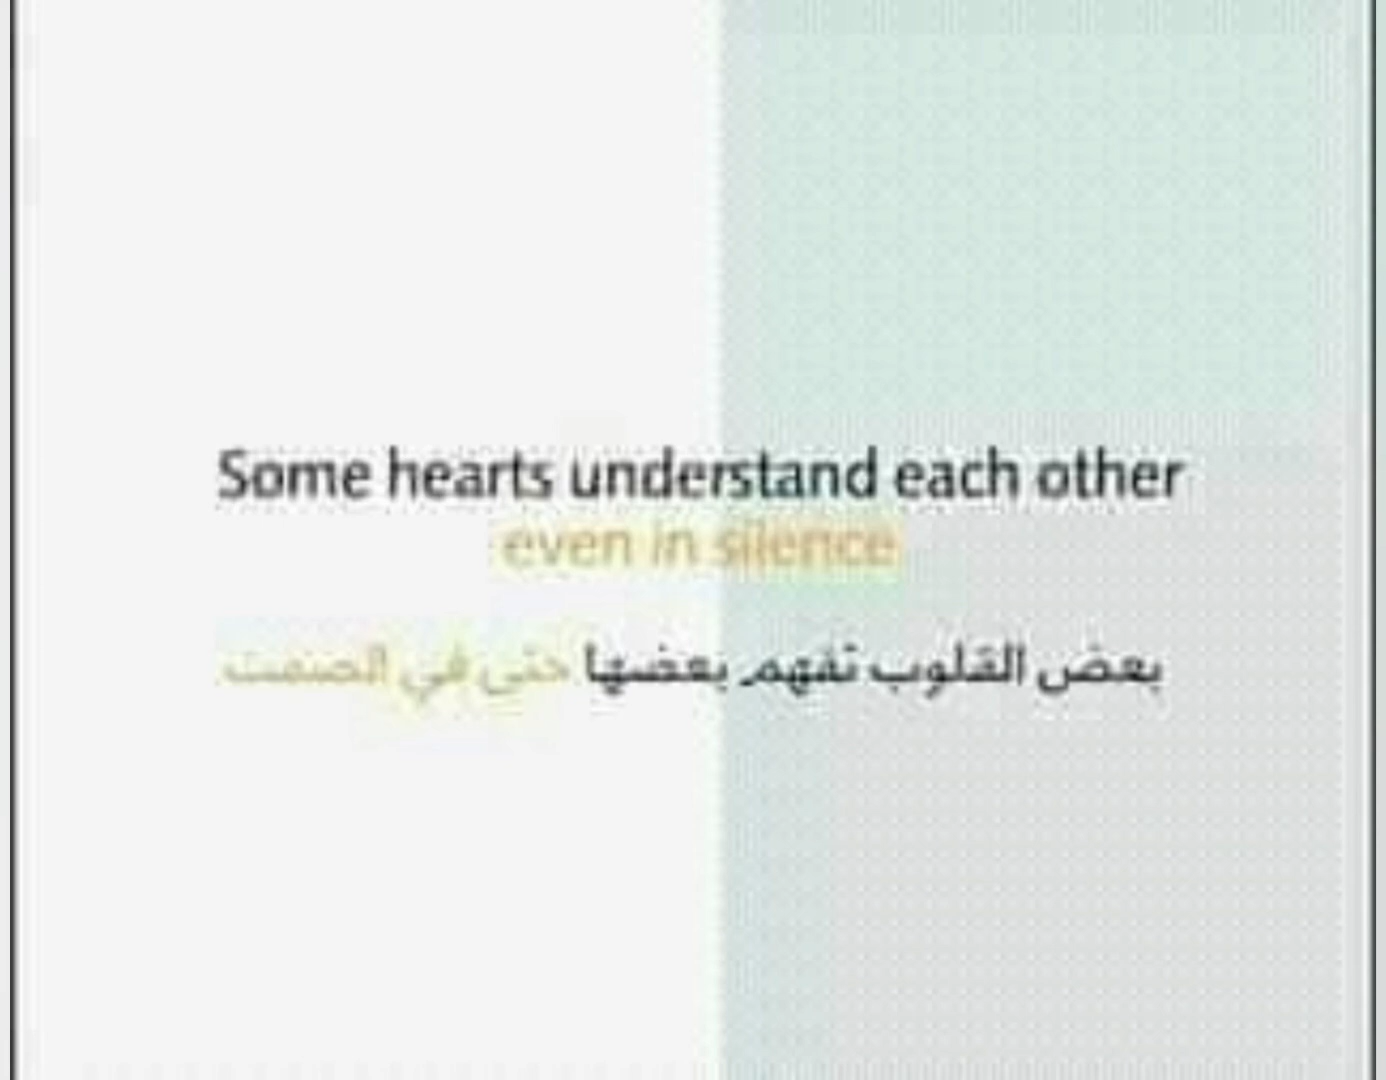 Some hearts understand each other
even in silence
بعض القلوب تفهم بعضها حتى في الصمت